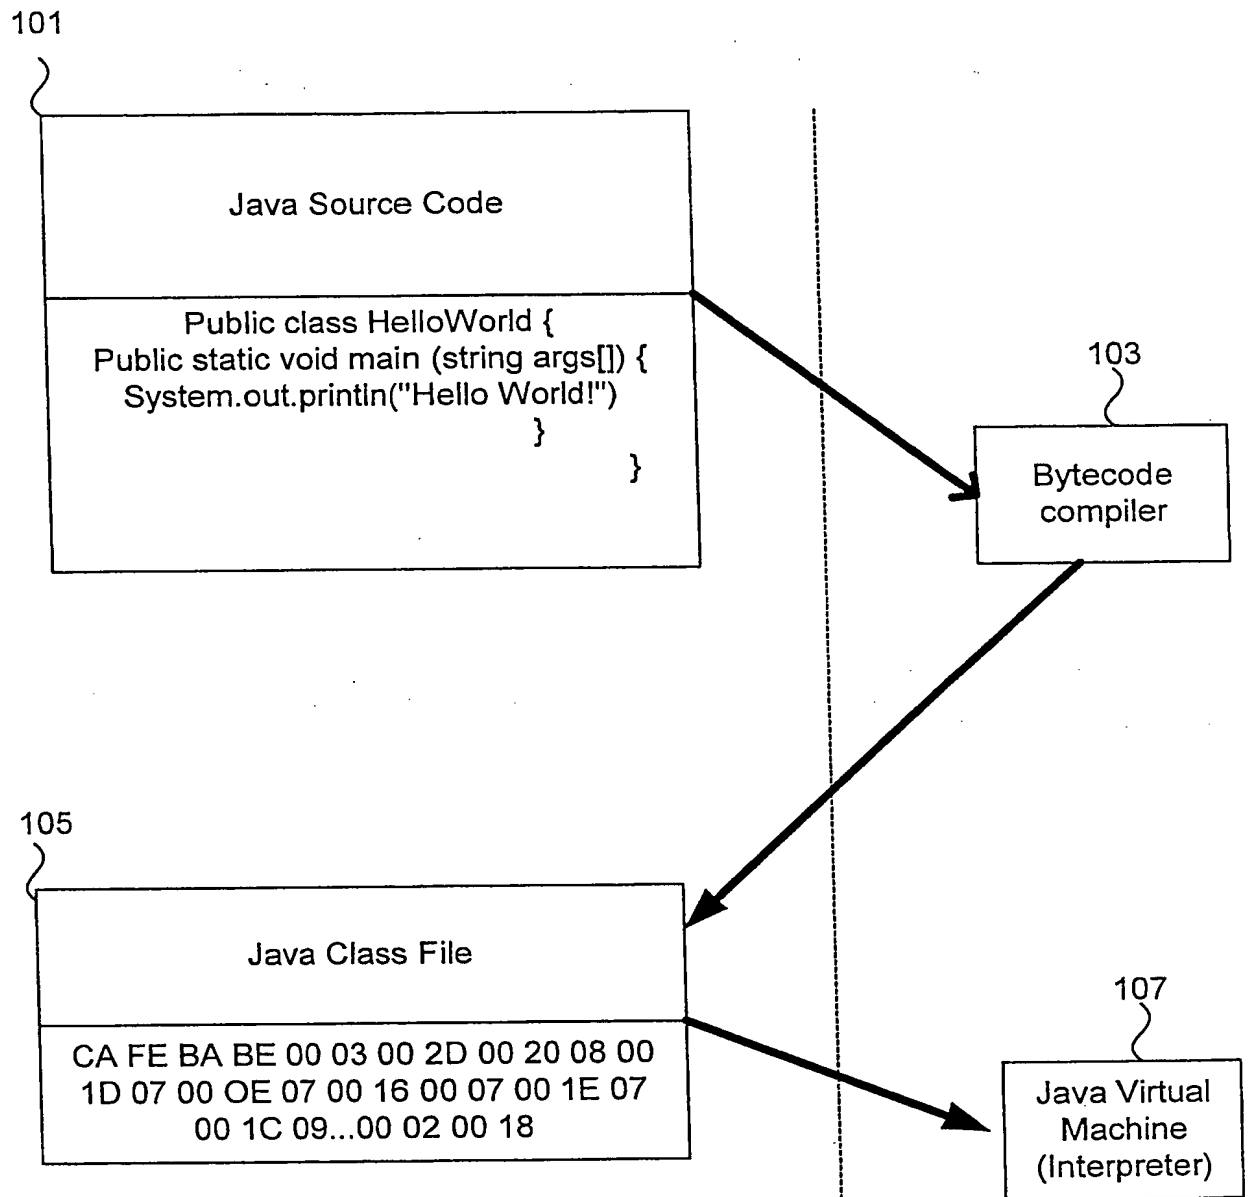 101
Java Source Code
Public class HelloWorld {
Public static void main (string args[]) {
System.out.println("Hello World!")
}
}
103
Bytecode
compiler
105
Java Class File
CA FE BA BE 00 03 00 2D 00 20 08 00
1D 07 00 OE 07 00 16 00 07 00 1E 07
00 1C 09...00 02 00 18
107
Java Virtual
Machine
(Interpreter)